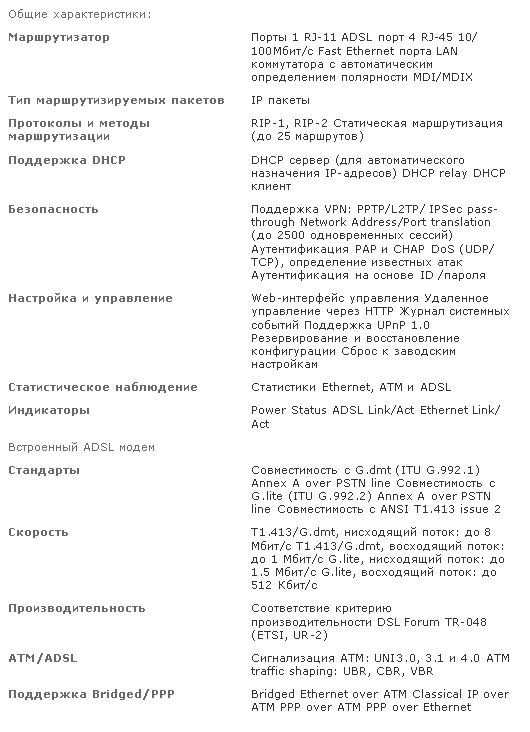 Общие характеристики:
Маршрутизатор
Порты 1 RJ-11 ADSL порт 4 RJ-45 10/
100Мбит/с Fast Ethernet порта LAN
коммутатора с автоматическим
определением полярности MDI/MDIX
Тип маршрутизируемых пакетов
IP пакеты
Протоколы и методы
маршрутизации
RIP-1, RIP-2 Статическая маршрутизация
(до 25 маршрутов)
Поддержка DHCP
DHCP сервер (для автоматического
назначения IP-адресов) DHCP relay DHCP
клиент
Безопасность
Поддержка VPN: PPTP/L2TP/ IPSec pass-
through Network Address/Port translation
(до 2500 одновременных сессий)
Аутентификация PAP и CHAP DoS (UDP/
TCP), определение известных атак
Аутентификация на основе ID /пароля
Настройка и управление
Web-интерфейс управления Удаленное
управление через HTTP Журнал системных
событий Поддержка UPnP 1.0
Резервирование и восстановление
конфигурации Сброс к заводским
настройкам
Статистическое наблюдение
Статистики Ethernet, ATM и ADSL
Индикаторы
Power Status ADSL Link/Act Ethernet Link/
Act
Встроенный ADSL модем
Стандарты
Совместимость с G.dmt (ITU G.992.1)
Annex A over PSTN line Совместимость с
G.lite (ITU G.992.2) Annex A over PSTN
line Совместимость с ANSI T1.413 issue 2
Скорость
T1.413/G.dmt, нисходящий поток: до 8
Мбит/с T1.413/G.dmt, восходящий поток:
до 1 Мбит/с G.lite, нисходящий поток: до
1.5 Мбит/с G.lite, восходящий поток: до
512 Кбит/с
Производительность
Соответствие критерию
производительности DSL Forum TR-048
(ETSI, UR-2)
ATM/ADSL
Сигнализация ATM: UNI3.0, 3.1 и 4.0 ATM
traffic shaping: UBR, CBR, VBR
Поддержка Bridged/PPP
Bridged Ethernet over ATM Classical IP over
ATM PPP over ATM PPP over Ethernet